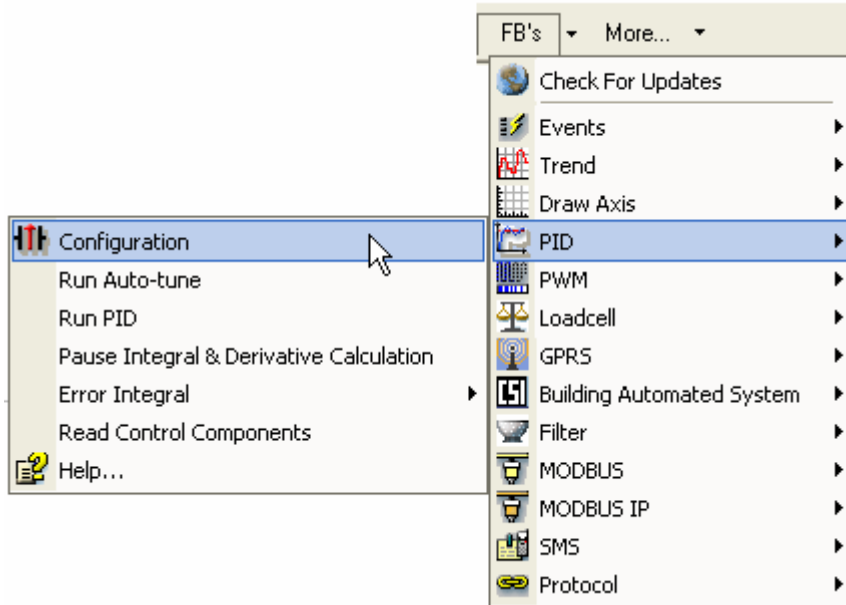 FB's More...
Check For Updates
Events
Trend
Draw Axis
PID
PWM
Loadcell
GPRS
Building Automated System
Filter
MODBUS
MODBUS IP
SMS
Protocol
Configuration
Run Auto-tune
Run PID
Pause Integral & Derivative Calculation
Error Integral
Read Control Components
Help...